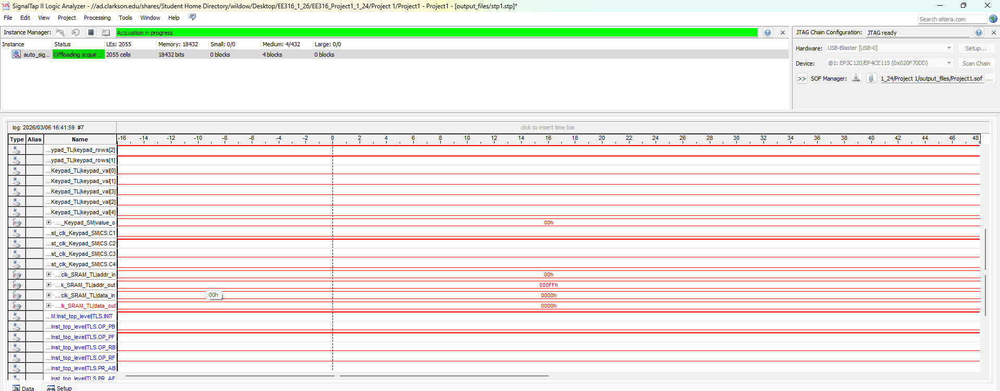 SignalTap II Logic Analyzer - //ad.clarkson.edu/shares/Student Home Directory/wildow/Desktop/EE316_1_26/EE316_Project1_1_24/Project 1/Project1 - Project1 - [output_files/stp1.stp]*
File Edit View Project Processing Tools Window Help
Search altera.com
Instance Manager: Acquisition in progress
Instance Status LEs: 2055 Memory: 18432 Small: 0/0 Medium: 4/432 Large: 0/0
auto_sig... Offloading acquir... 2055 cells 18432 bits 0 blocks 4 blocks 0 blocks
JTAG Chain Configuration: JTAG ready
Hardware: USB-Blaster [USB-0] Setup...
Device: @1: EP3C120/EP4CE115 (0x020F70DD) Scan Chain
>> SOF Manager: 1_24/Project 1/output_files/Project1.sof ...
log: 2026/03/06 16:41:59 #7 click to insert time bar
Type Alias Name -16 -14 -12 -10 -8 -6 -4 -2 0 2 4 6 8 10 12 14 16 18 20 22 24 26 28 30 32 34 36 38 40 42 44 46 48
...ypad_TL|keypad_rows[2]
...ypad_TL|keypad_rows[1]
...Keypad_TL|keypad_val[0]
...Keypad_TL|keypad_val[1]
...Keypad_TL|keypad_val[3]
...Keypad_TL|keypad_val[2]
...Keypad_TL|keypad_val[4]
..._Keypad_SM|value_o 00h
...st_clk_Keypad_SM|CS.C1
...st_clk_Keypad_SM|CS.C2
...st_clk_Keypad_SM|CS.C3
...st_clk_Keypad_SM|CS.C4
...clk_SRAM_TL|addr_in 00h
...k_SRAM_TL|addr_out 000FFh
...clk_SRAM_TL|data_in 00h 0000h
...lk_SRAM_TL|data_out 0000h
...M:Inst_top_level|TLS.INIT
...Inst_top_level|TLS.OP_PB
...Inst_top_level|TLS.OP_PF
...Inst_top_level|TLS.OP_RB
...Inst_top_level|TLS.OP_RF
...Inst_top_level|TLS.PR_AB
Inst_top_level|TLS.PR_AF
Data Setup